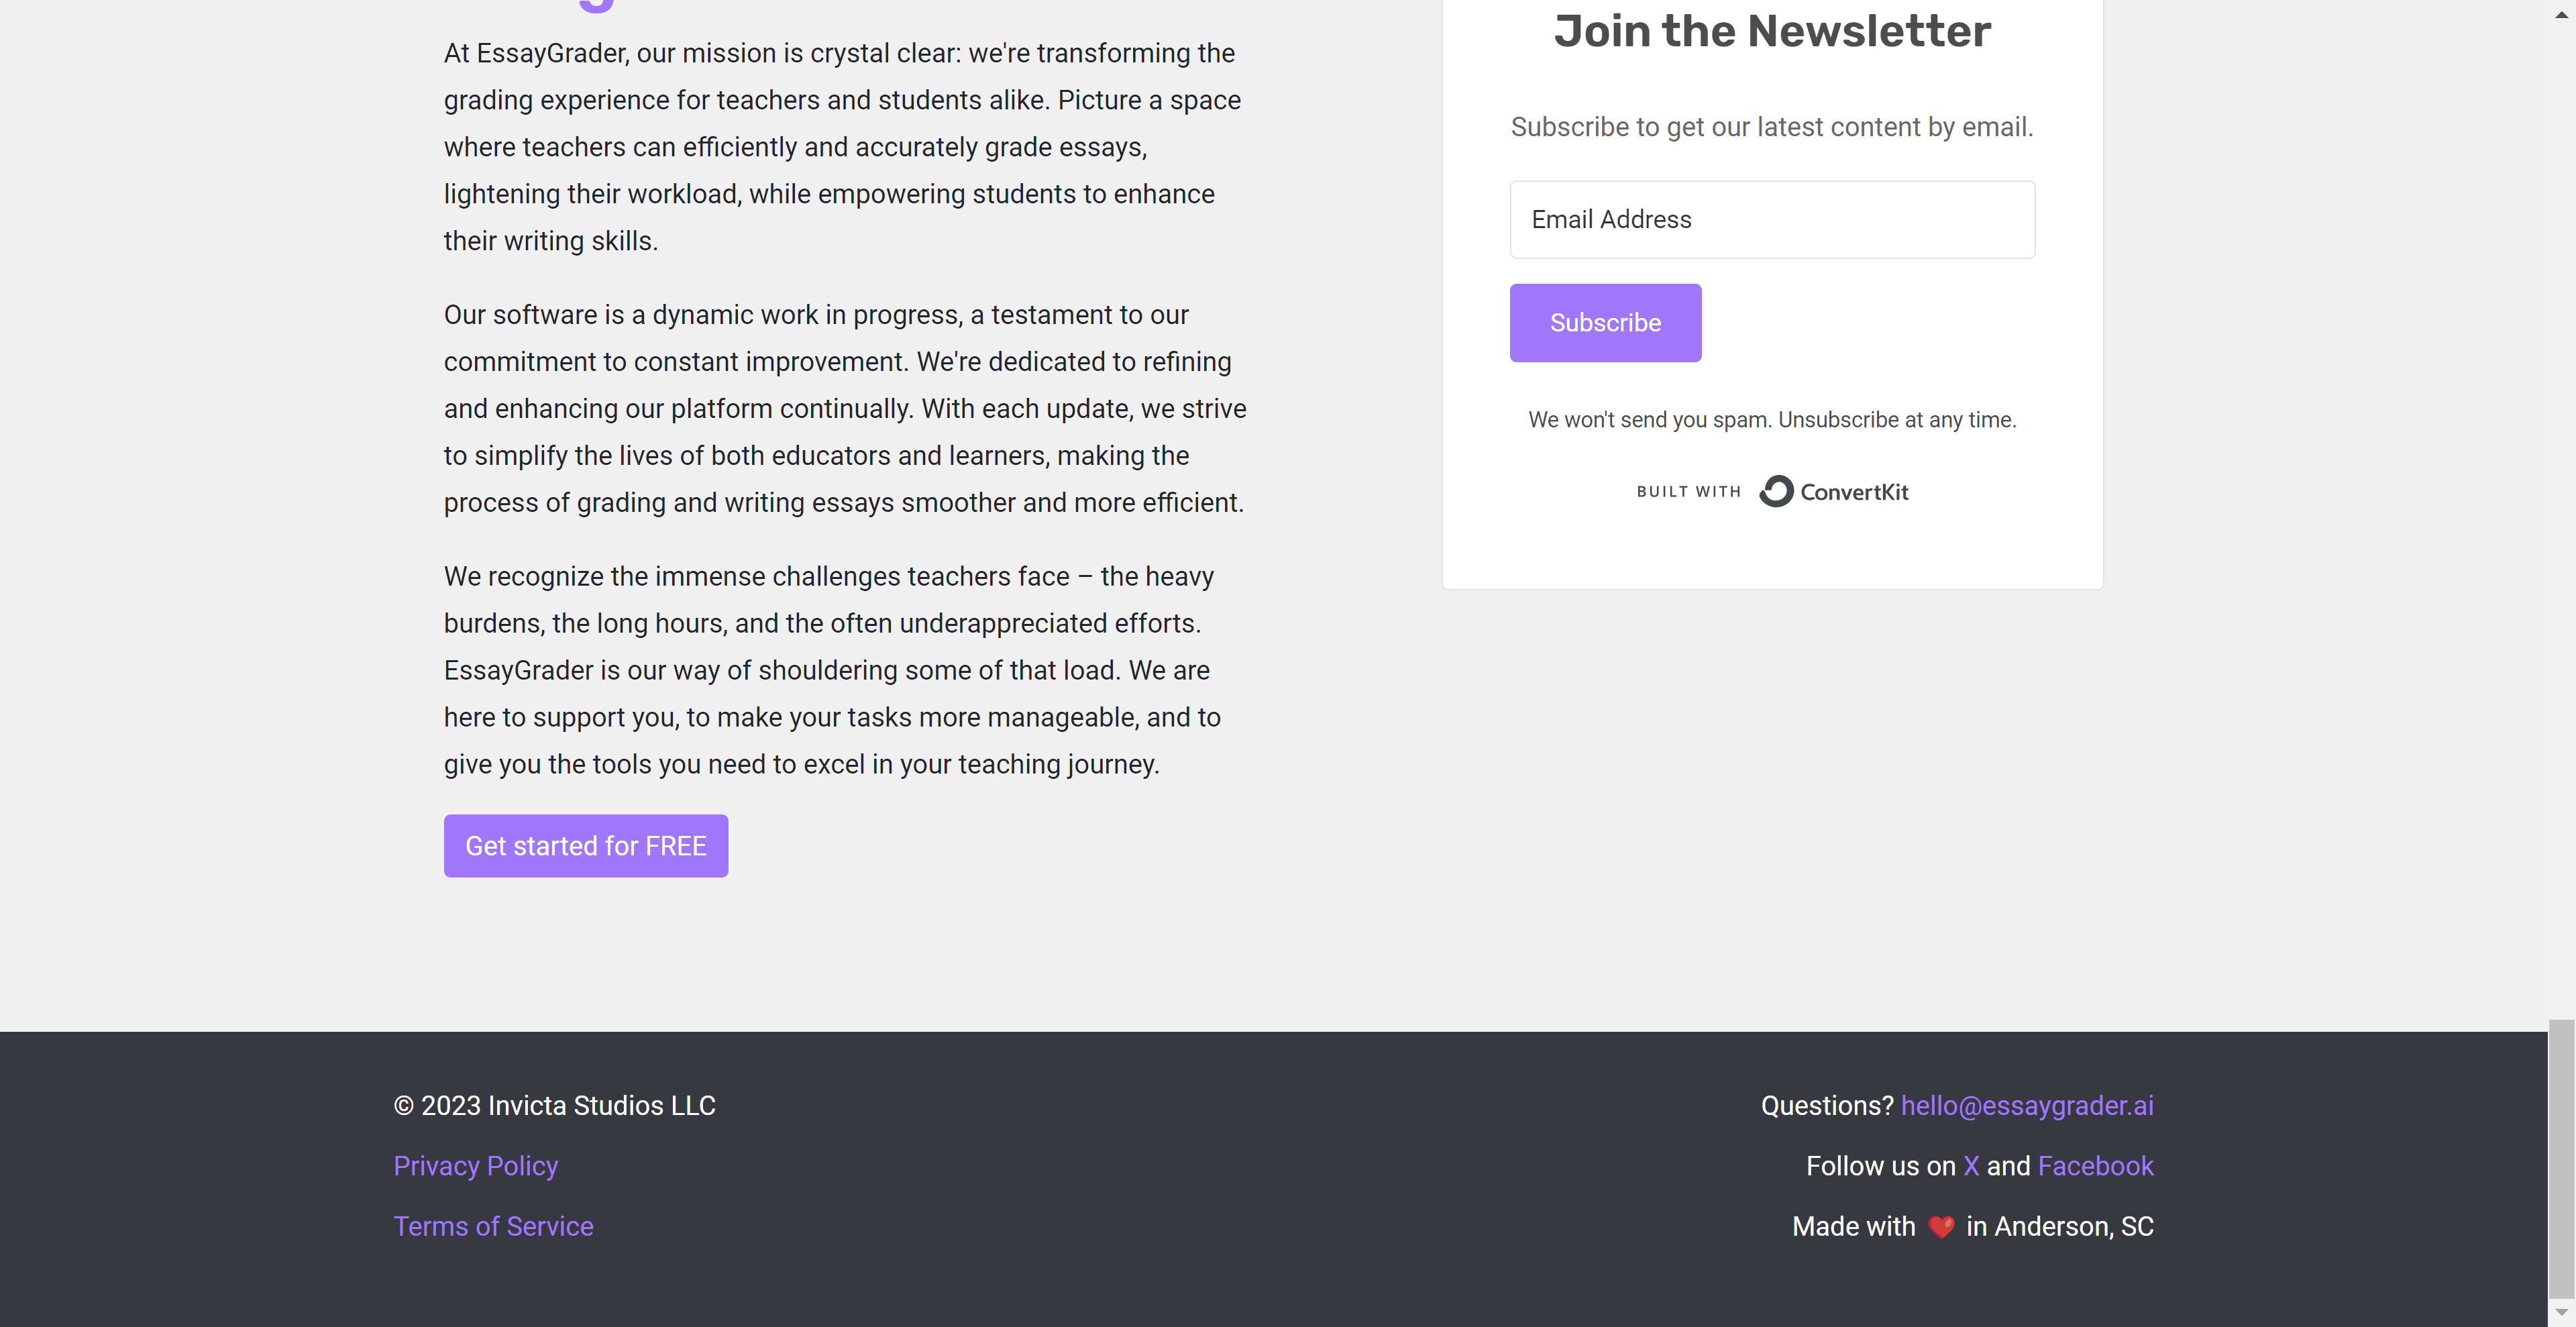 At EssayGrader, our mission is crystal clear: we're transforming the
grading experience for teachers and students alike. Picture a space
where teachers can efficiently and accurately grade essays,
lightening their workload, while empowering students to enhance
their writing skills.
Our software is a dynamic work in progress, a testament to our
commitment to constant improvement. We're dedicated to refining
and enhancing our platform continually. With each update, we strive
to simplify the lives of both educators and learners, making the
process of grading and writing essays smoother and more efficient.
We recognize the immense challenges teachers face – the heavy
burdens, the long hours, and the often underappreciated efforts.
EssayGrader is our way of shouldering some of that load. We are
here to support you, to make your tasks more manageable, and to
give you the tools you need to excel in your teaching journey.
Get started for FREE
Join the Newsletter
Subscribe to get our latest content by email.
Email Address
Subscribe
We won't send you spam. Unsubscribe at any time.
BUILT WITH ConvertKit
© 2023 Invicta Studios LLC
Privacy Policy
Terms of Service
Questions? hello@essaygrader.ai
Follow us on X and Facebook
Made with ❤️ in Anderson, SC